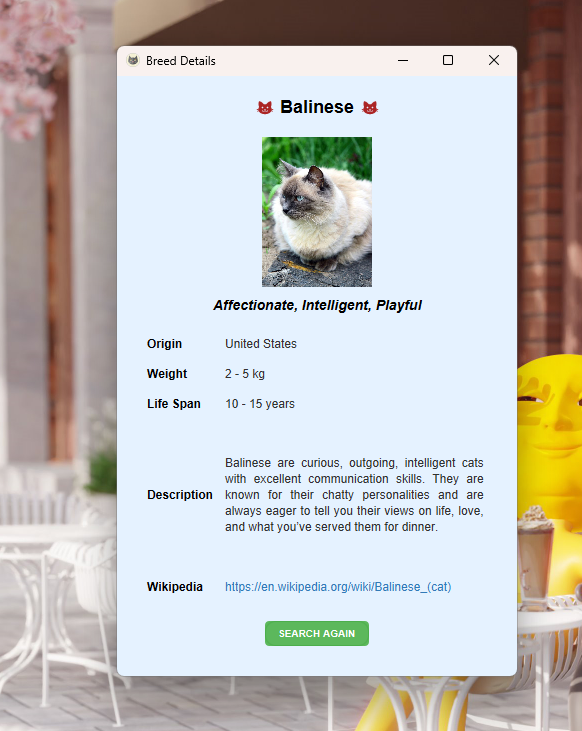 Breed Details
Balinese
Affectionate, Intelligent, Playful
Origin United States
Weight 2 - 5 kg
Life Span 10 - 15 years
Balinese are curious, outgoing, intelligent cats
with excellent communication skills. They are
Description known for their chatty personalities and are
always eager to tell you their views on life, love,
and what you've served them for dinner.
Wikipedia https://en.wikipedia.org/wiki/Balinese_(cat)
SEARCH AGAIN